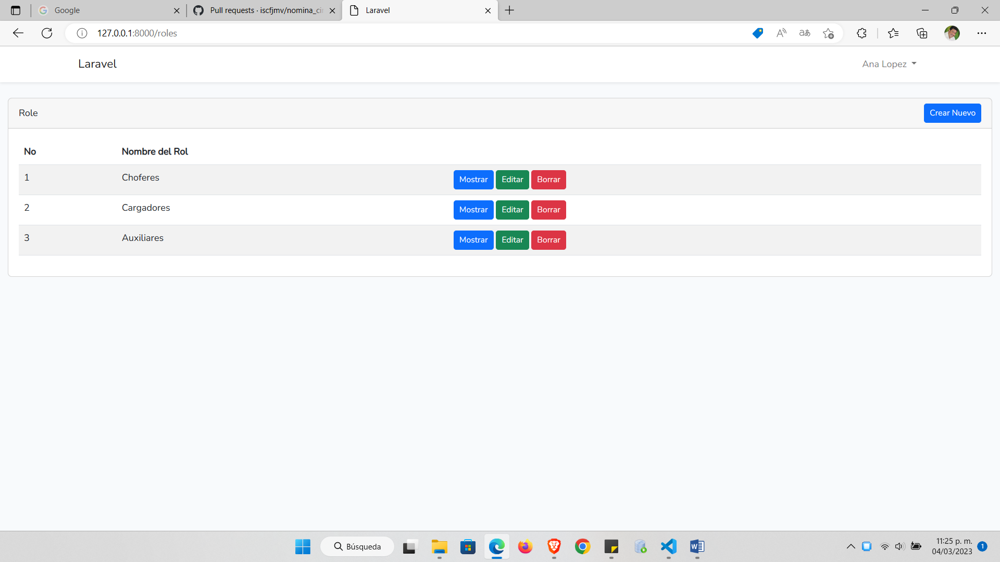 Google
Pull requests · iscfjmv/nomina_cir
Laravel
127.0.0.1:8000/roles
Laravel
Ana Lopez
Role
Crear Nuevo
No Nombre del Rol
1 Choferes Mostrar Editar Borrar
2 Cargadores Mostrar Editar Borrar
3 Auxiliares Mostrar Editar Borrar
Búsqueda
11:25 p. m.
04/03/2023
1